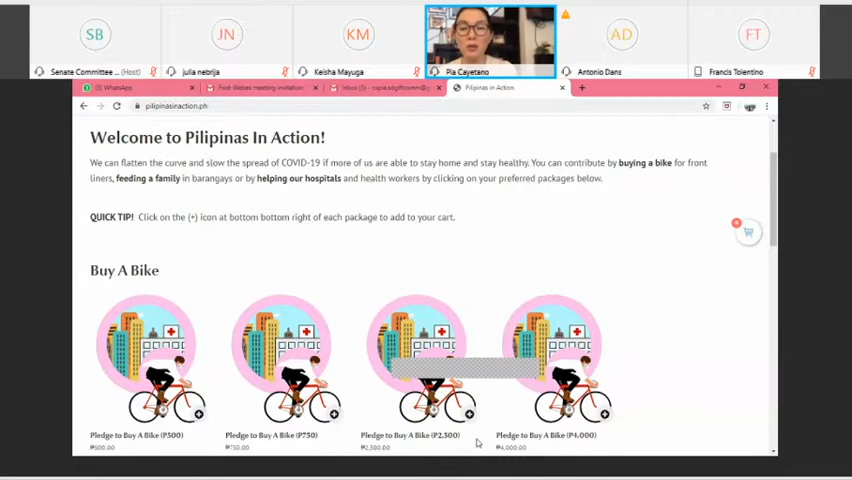 SB
JN
KM
AD
FT
Senate Committee ... (Host)
julia nebrija
Keisha Mayuga
Pia Cayetano
Antonio Dans
Francis Tolentino
(1) WhatsApp
Pilipinas in Action
pilipinasinaction.ph
Welcome to Pilipinas In Action!
We can flatten the curve and slow the spread of COVID-19 if more of us are able to stay home and stay healthy. You can contribute by buying a bike for front
liners, feeding a family in barangays or by helping our hospitals and health workers by clicking on your preferred packages below.
QUICK TIP! Click on the (+) icon at bottom bottom right of each package to add to your cart.
Buy A Bike
Pledge to Buy A Bike (₱500)
Pledge to Buy A Bike (₱750)
Pledge to Buy A Bike (₱2,500)
Pledge to Buy A Bike (₱4,000)
₱500.00
₱750.00
₱2,500.00
₱4,000.00